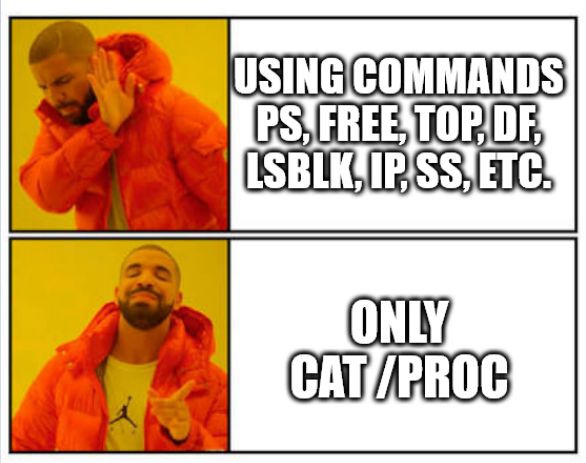 USING COMMANDS
PS, FREE, TOP, DF,
LSBLK, IP, SS, ETC.
ONLY
CAT /PROC